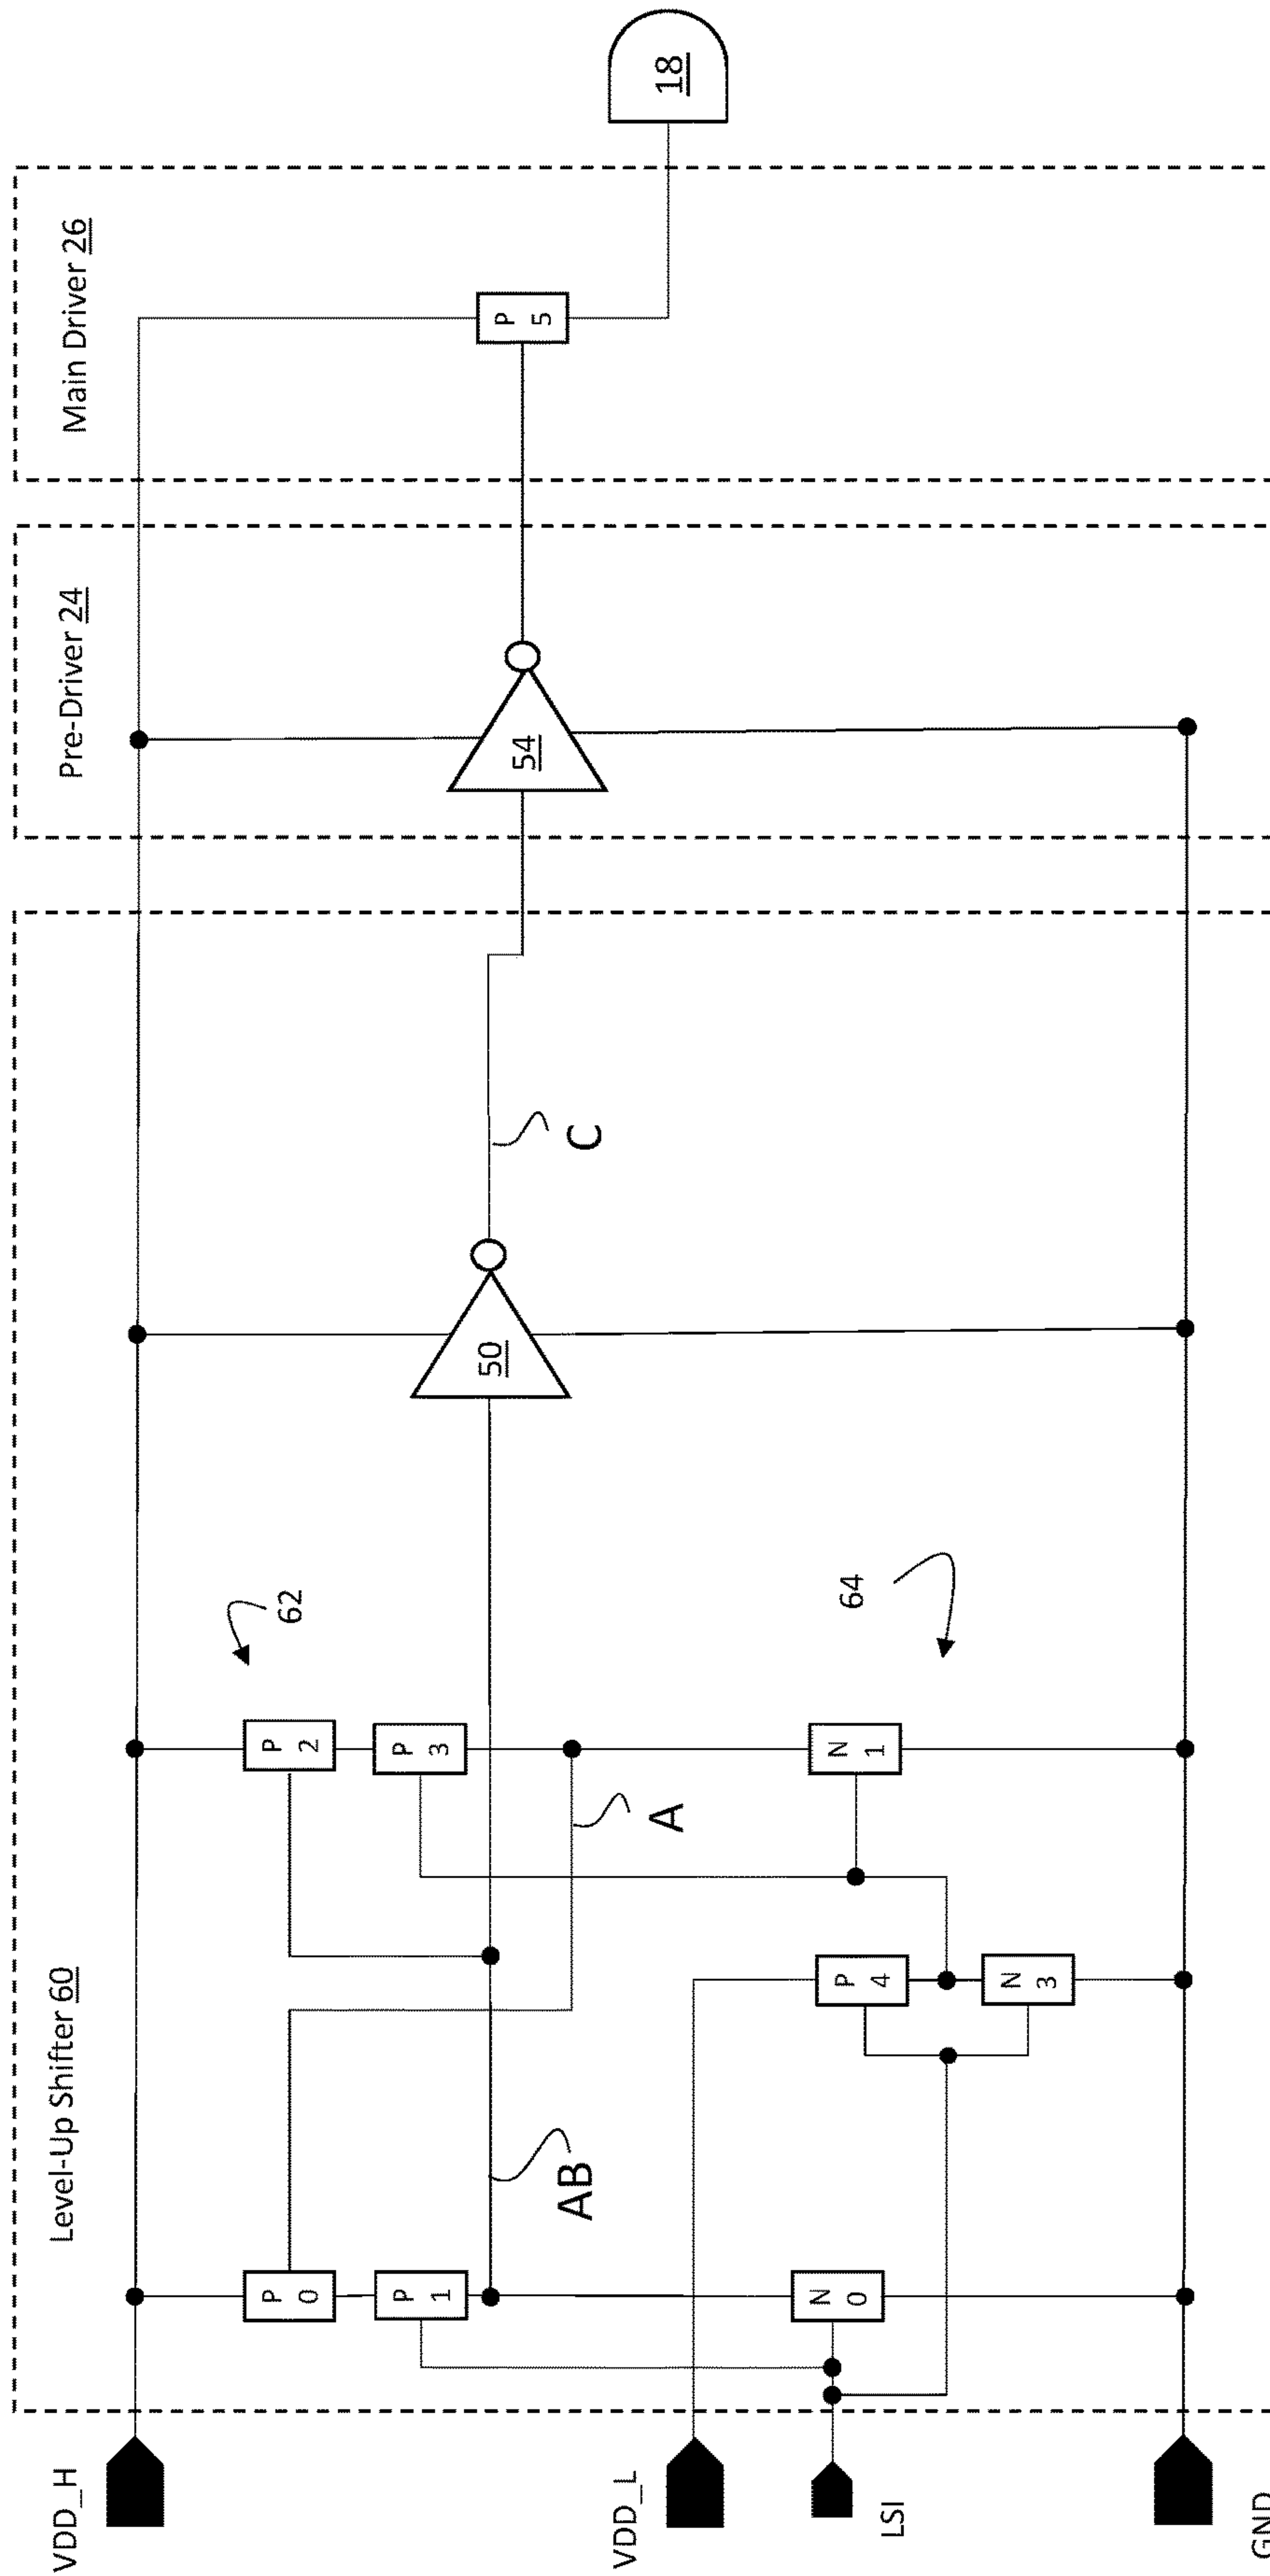 Level-Up Shifter 60
Pre-Driver 24
Main Driver 26
VDD_H
VDD_L
LSI
GND
P
0
P
1
N
0
AB
P
4
N
3
A
P
2
P
3
N
1
62
64
50
C
54
P
5
18